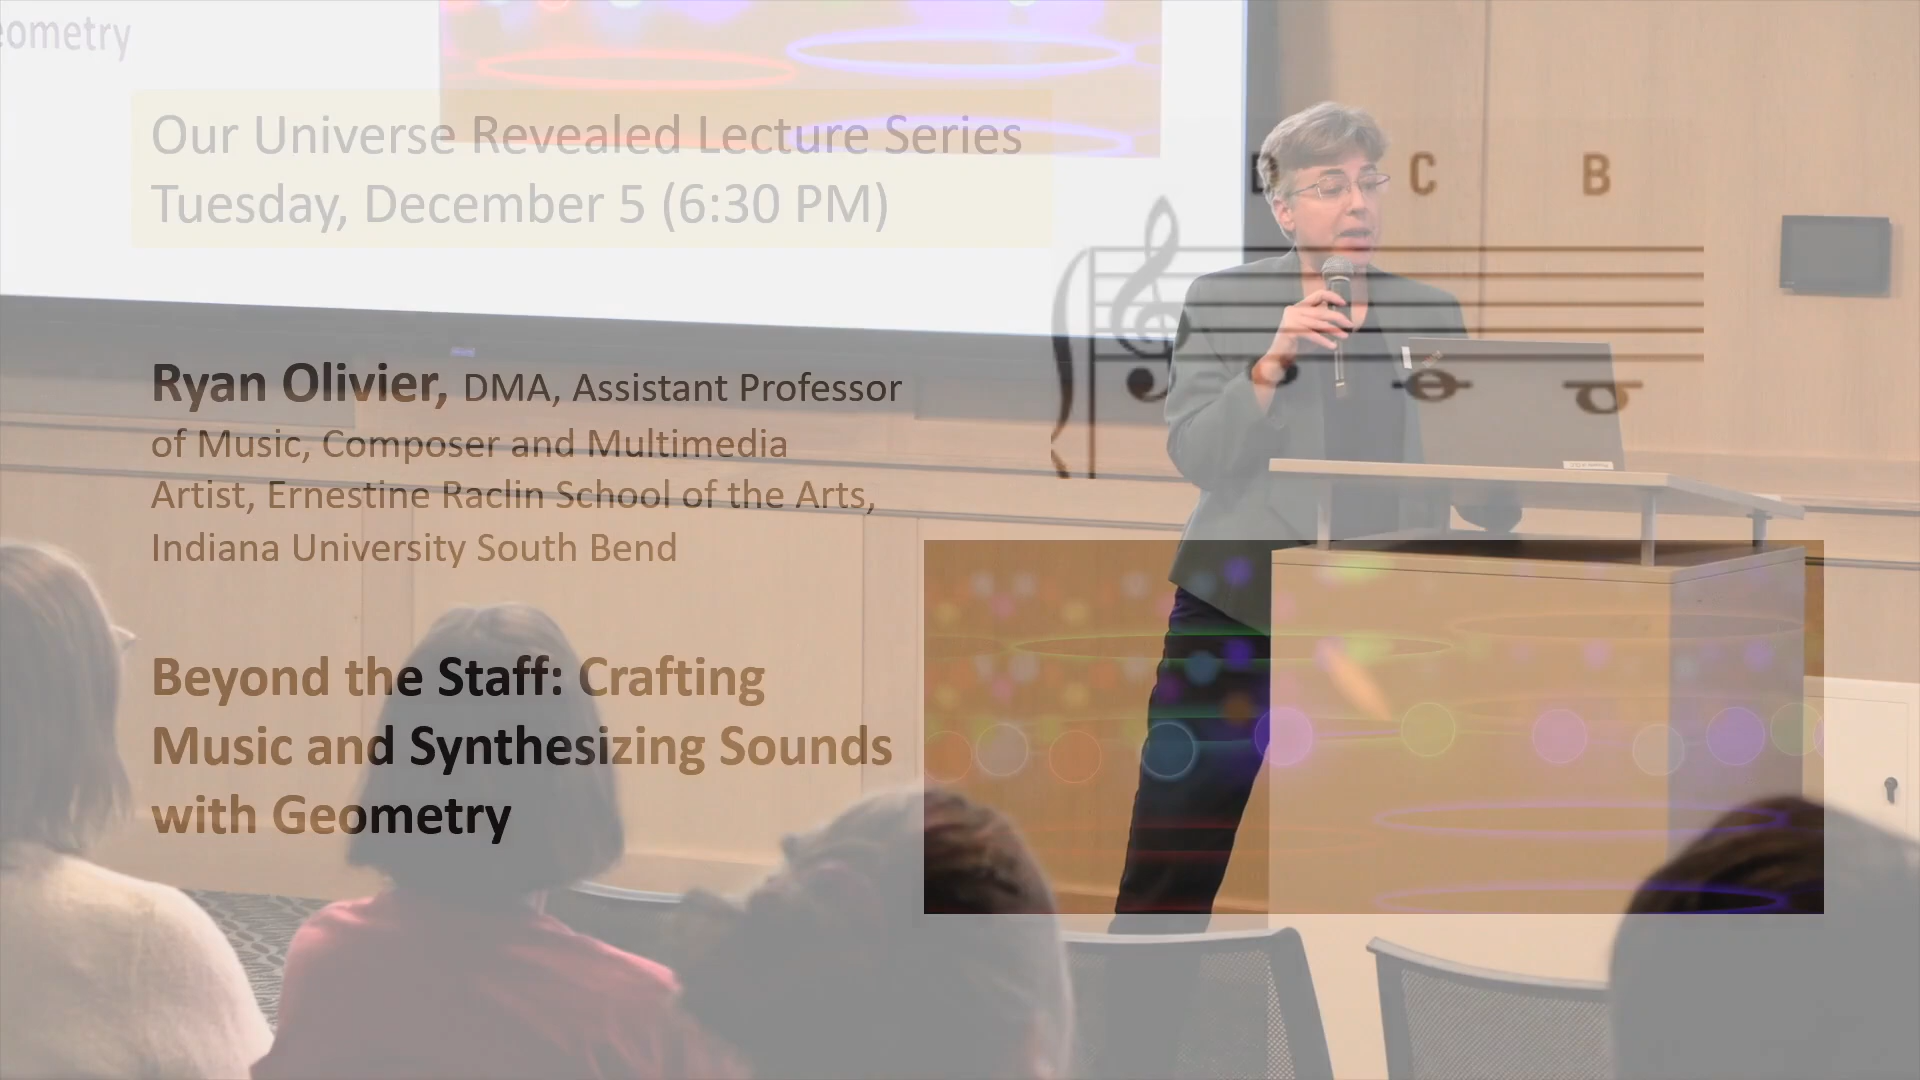 ometry
Our Universe Revealed Lecture Series
Tuesday, December 5 (6:30 PM)
C B
Ryan Olivier, DMA, Assistant Professor
of Music, Composer and Multimedia
Artist, Ernestine Raclin School of the Arts,
Indiana University South Bend
Beyond the Staff: Crafting
Music and Synthesizing Sounds
with Geometry